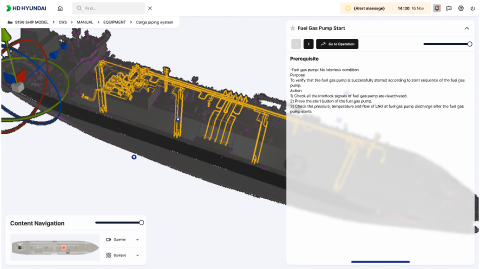 HD HYUNDAI
Find...
(Alert message)
14:30 16 Nov
SHIP MODEL > DXS > MANUAL > EQUIPMENT > Cargo piping system
Fuel Gas Pump Start
Go to Operation
Prerequisite
-Fuel gas pump: No interlock condition
Purpose
To verify that the fuel gas pump is successfully started according to start sequence of the fuel gas
pump.
Action
1) Check all the interlock signals of fuel gas pump are deactivated.
2) Press the start button of the fuel gas pump.
3) Check the pressure, temperature and flow of LNG at fuel gas pump discharge after the fuel gas
pump starts.
Content Navigation